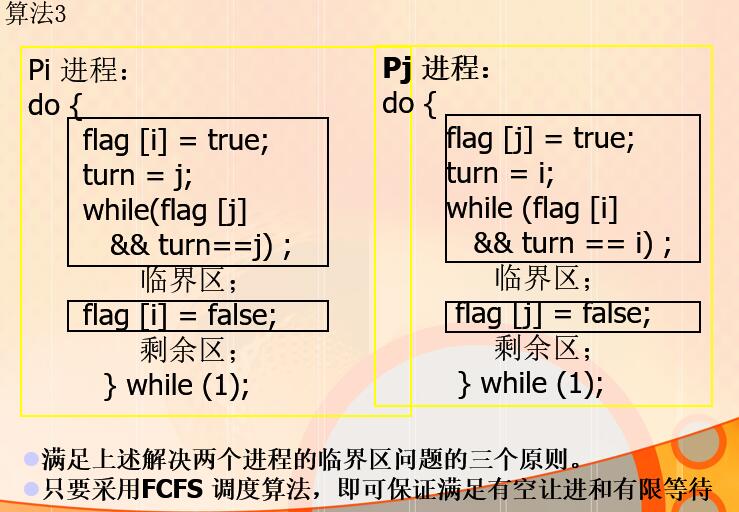 算法3
Pi 进程：
do {
flag [i] = true;
turn = j;
while(flag [j]
&& turn==j) ;
临界区；
flag [i] = false;
剩余区；
} while (1);
Pj 进程：
do {
flag [j] = true;
turn = i;
while (flag [i]
&& turn == i) ;
临界区；
flag [j] = false;
剩余区；
} while (1);
满足上述解决两个进程的临界区问题的三个原则。
只要采用FCFS 调度算法，即可保证满足有空让进和有限等待